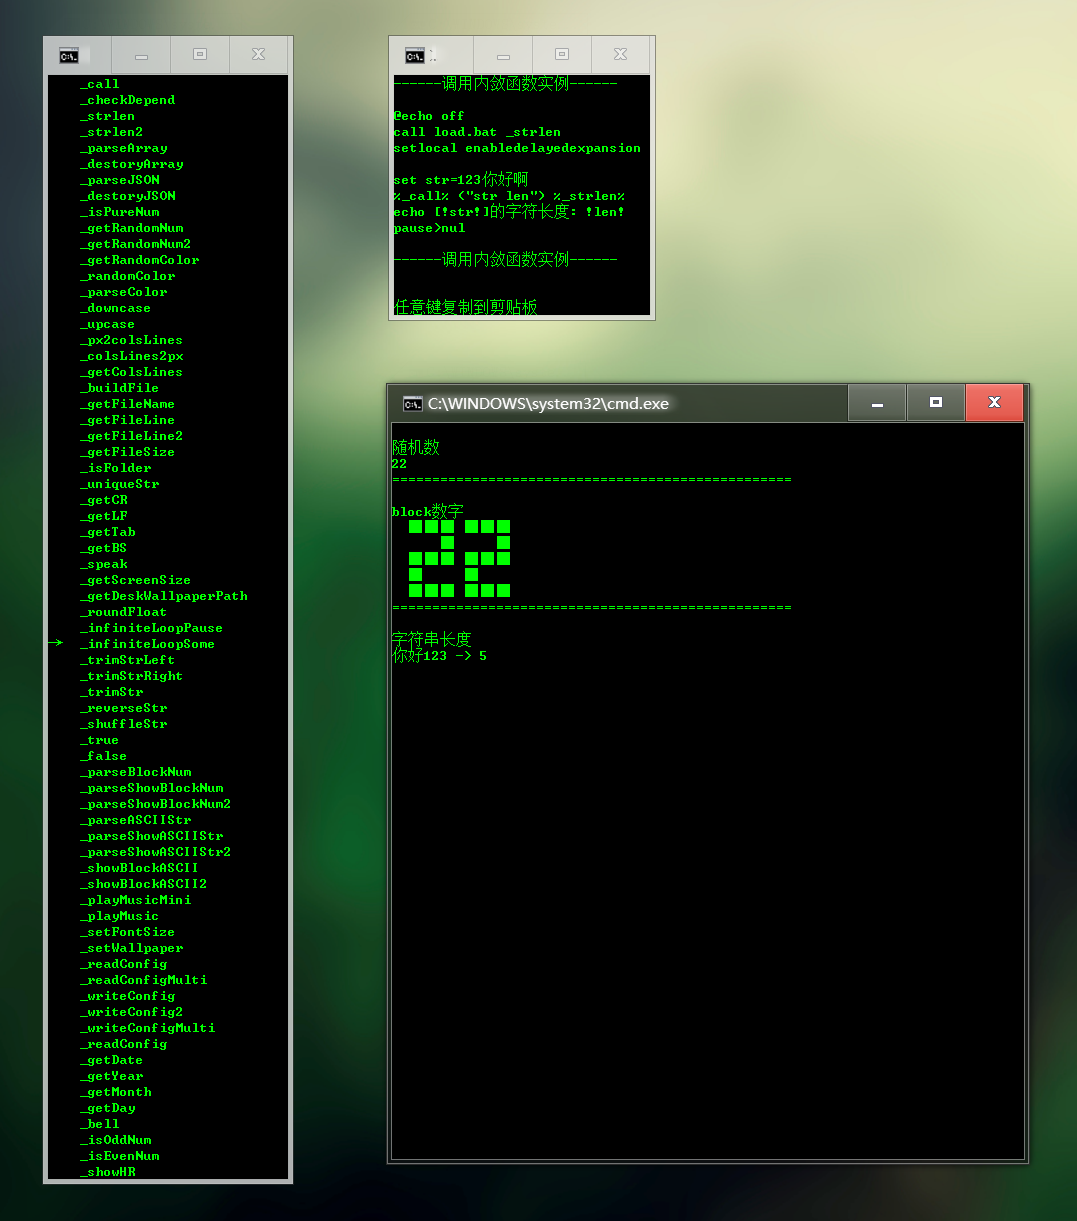 _call
_checkDepend
_strlen
_strlen2
_parseArray
_destoryArray
_parseJSON
_destoryJSON
_isPureNum
_getRandomNum
_getRandomNum2
_getRandomColor
_randomColor
_parseColor
_downcase
_upcase
_px2colsLines
_colsLines2px
_getColsLines
_buildFile
_getFileName
_getFileLine
_getFileLine2
_getFileSize
_isFolder
_uniqueStr
_getCR
_getLF
_getTab
_getBS
_speak
_getScreenSize
_getDeskWallpaperPath
_roundFloat
_infiniteLoopPause
→ _infiniteLoopSome
_trimStrLeft
_trimStrRight
_trimStr
_reverseStr
_shuffleStr
_true
_false
_parseBlockNum
_parseShowBlockNum
_parseShowBlockNum2
_parseASCIIStr
_parseShowASCIIStr
_parseShowASCIIStr2
_showBlockASCII
_showBlockASCII2
_playMusicMini
_playMusic
_setFontSize
_setWallpaper
_readConfig
_readConfigMulti
_writeConfig
_writeConfig2
_writeConfigMulti
_readConfig
_getDate
_getYear
_getMonth
_getDay
_bell
_isOddNum
_isEvenNum
_showHR
------调用内敛函数实例------
@echo off
call load.bat _strlen
setlocal enabledelayedexpansion
set str=123你好啊
%_call% ("str len") %_strlen%
echo [!str!]的字符长度: !len!
pause>nul
------调用内敛函数实例------
任意键复制到剪贴板
C:\WINDOWS\system32\cmd.exe
随机数
22
==================================================
block数字
22
==================================================
字符串长度
你好123 -> 5